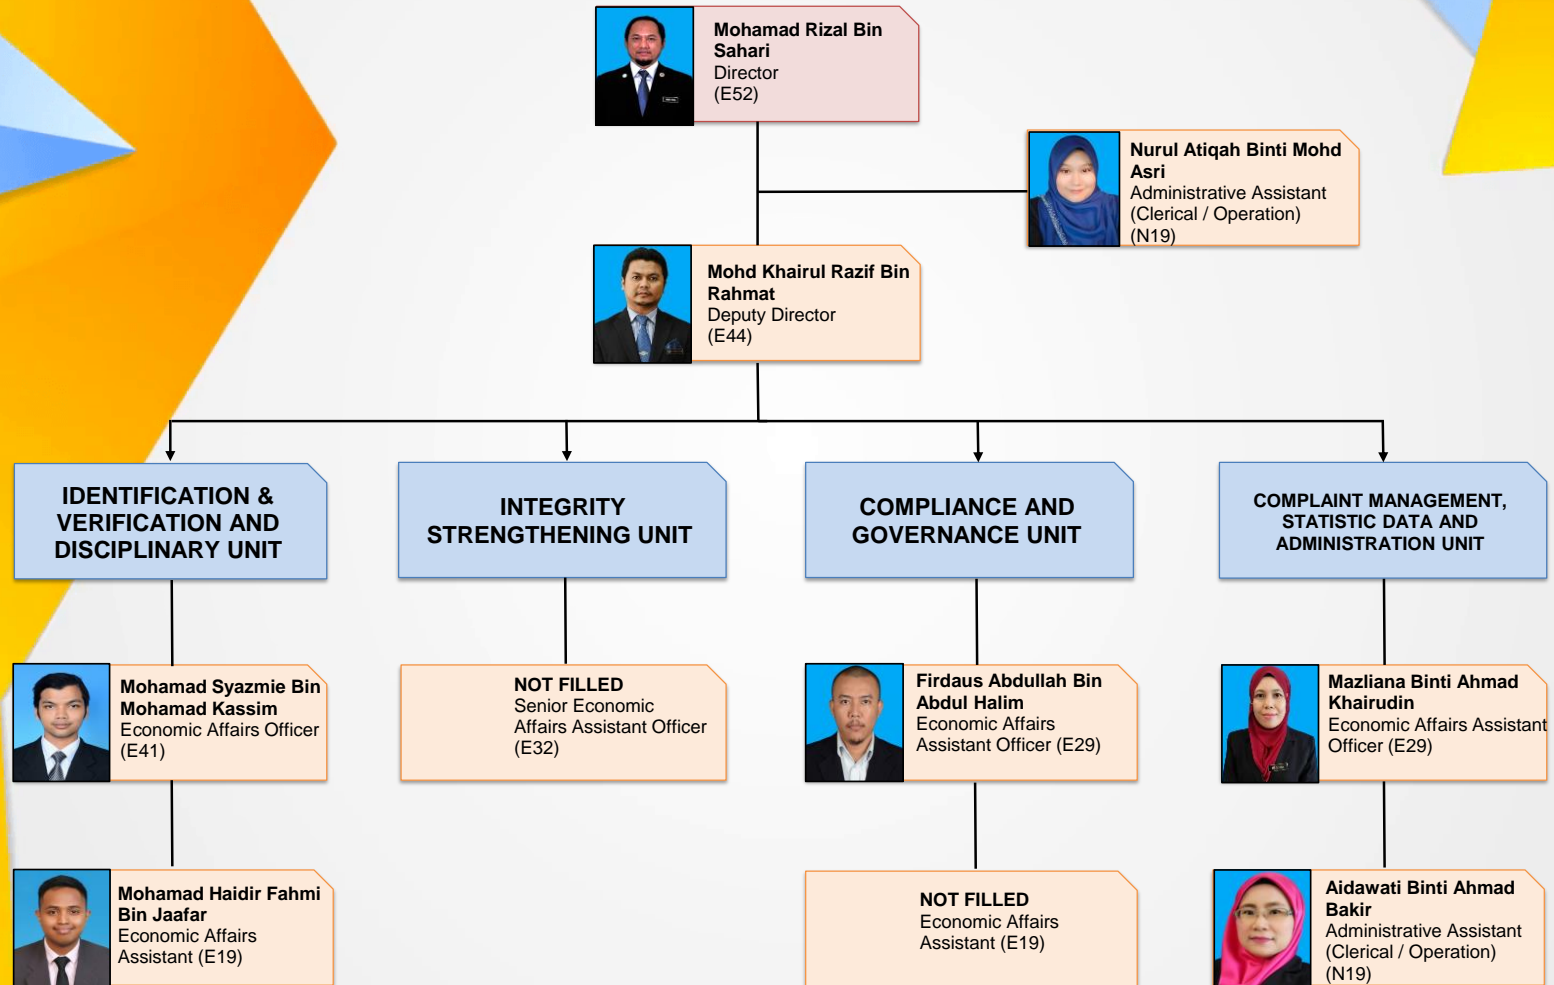 Mohamad Rizal Bin
Sahari
Director
(E52)
Nurul Atiqah Binti Mohd
Asri
Administrative Assistant
(Clerical / Operation)
(N19)
Mohd Khairul Razif Bin
Rahmat
Deputy Director
(E44)
IDENTIFICATION &
VERIFICATION AND
DISCIPLINARY UNIT
INTEGRITY
STRENGTHENING UNIT
COMPLIANCE AND
GOVERNANCE UNIT
COMPLAINT MANAGEMENT,
STATISTIC DATA AND
ADMINISTRATION UNIT
Mohamad Syazmie Bin
Mohamad Kassim
Economic Affairs Officer
(E41)
NOT FILLED
Senior Economic
Affairs Assistant Officer
(E32)
Firdaus Abdullah Bin
Abdul Halim
Economic Affairs
Assistant Officer (E29)
Mazliana Binti Ahmad
Khairudin
Economic Affairs Assistant
Officer (E29)
Mohamad Haidir Fahmi
Bin Jaafar
Economic Affairs
Assistant (E19)
NOT FILLED
Economic Affairs
Assistant (E19)
Aidawati Binti Ahmad
Bakir
Administrative Assistant
(Clerical / Operation)
(N19)